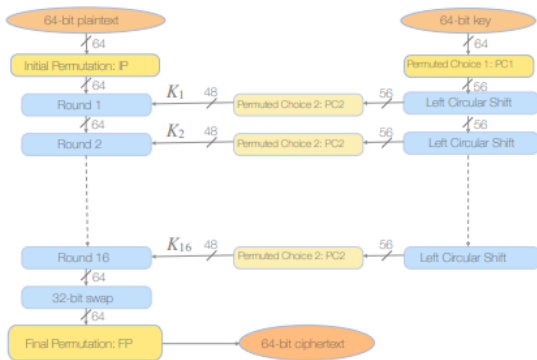 64-bit plaintext
64-bit key
64
64
Initial Permutation: IP
Permuted Choice 1: PC1
64
56
Round 1
K1
48
Permuted Choice 2: PC2
56
Left Circular Shift
64
56
Round 2
K2
48
Permuted Choice 2: PC2
56
Left Circular Shift
Round 16
K16
48
Permuted Choice 2: PC2
56
Left Circular Shift
64
32-bit swap
64
Final Permutation: FP
64-bit ciphertext